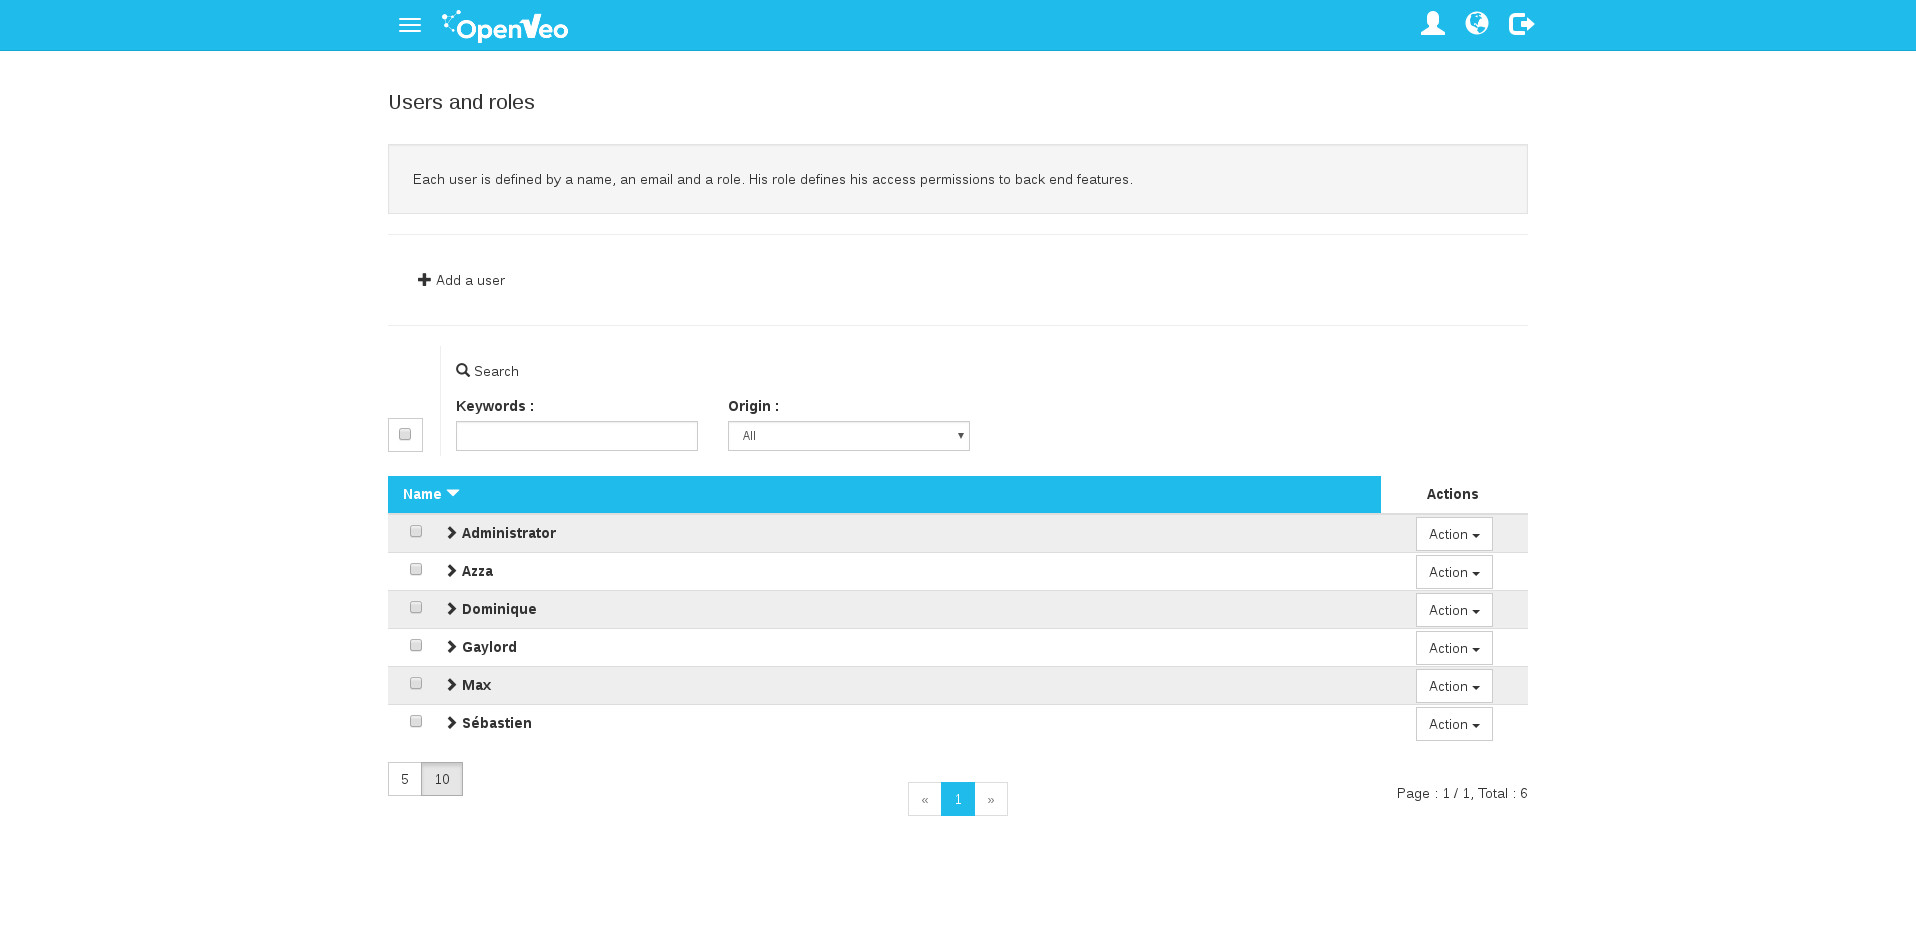 OpenVeo
Users and roles
Each user is defined by a name, an email and a role. His role defines his access permissions to back end features.
Add a user
Search
Keywords : Origin :
All
Name Actions
Administrator Action
Azza Action
Dominique Action
Gaylord Action
Max Action
Sébastien Action
5 10
« 1 »
Page : 1 / 1, Total : 6